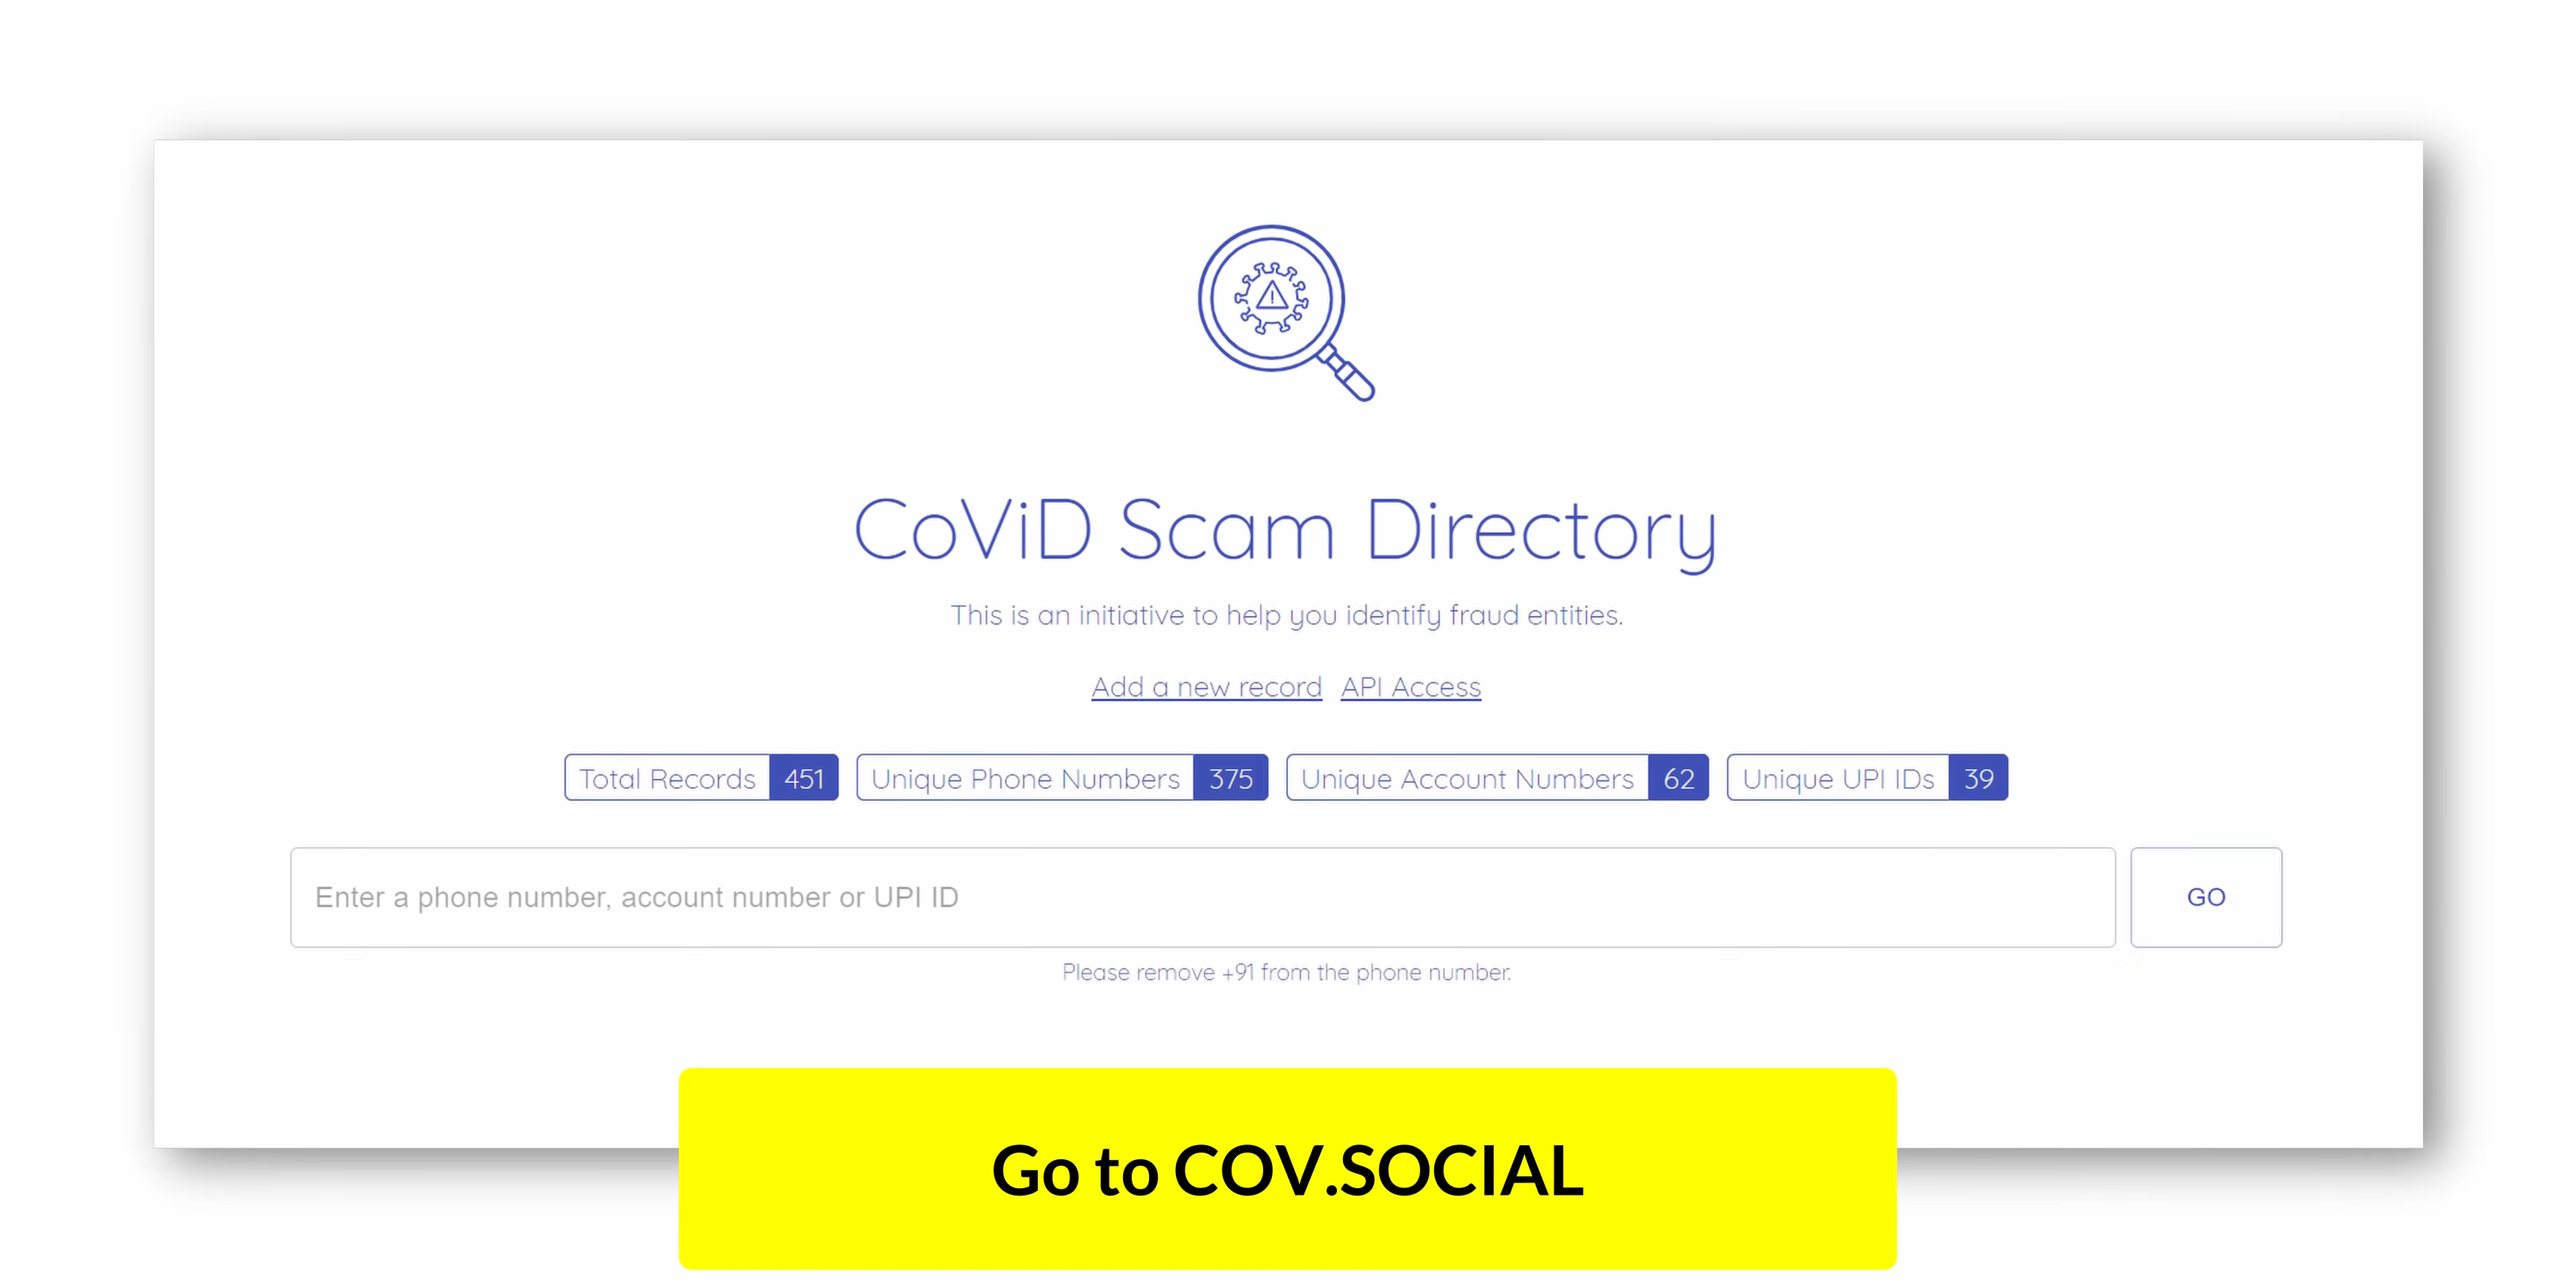 CoViD Scam Directory
This is an initiative to help you identify fraud entities.
Add a new record API Access
Total Records 451 Unique Phone Numbers 375 Unique Account Numbers 62 Unique UPI IDs 39
Enter a phone number, account number or UPI ID GO
Please remove +91 from the phone number.
Go to COV.SOCIAL